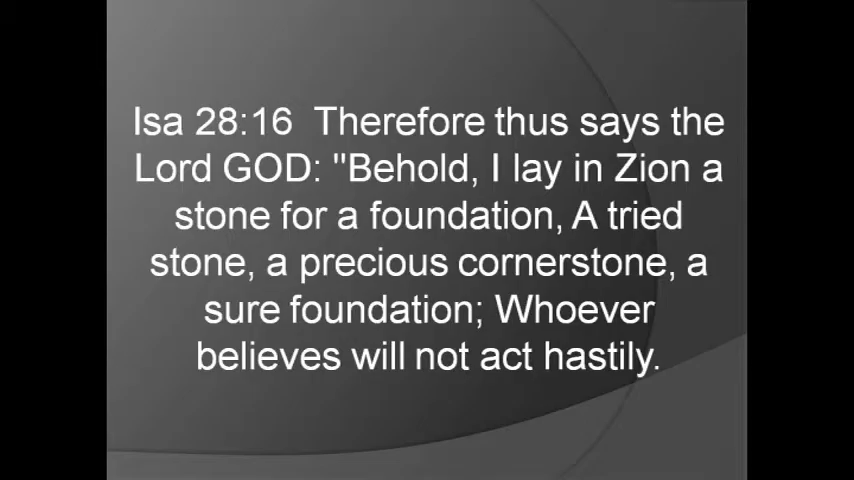 Isa 28:16  Therefore thus says the
Lord GOD: "Behold, I lay in Zion a
stone for a foundation, A tried
stone, a precious cornerstone, a
sure foundation; Whoever
believes will not act hastily.